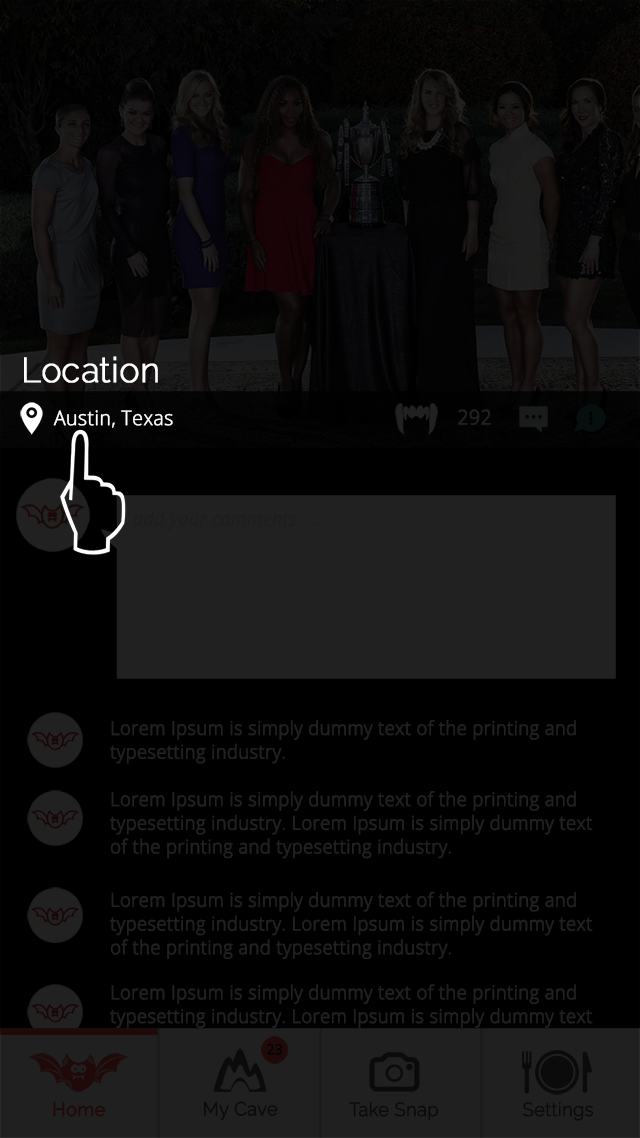 Location
Austin, Texas
292
add your comments...
Lorem Ipsum is simply dummy text of the printing and
typesetting industry.
Lorem Ipsum is simply dummy text of the printing and
typesetting industry. Lorem Ipsum is simply dummy text
of the printing and typesetting industry.
Lorem Ipsum is simply dummy text of the printing and
typesetting industry. Lorem Ipsum is simply dummy text
of the printing and typesetting industry.
Lorem Ipsum is simply dummy text of the printing and
typesetting industry. Lorem Ipsum is simply dummy text
23
Home
My Cave
Take Snap
Settings